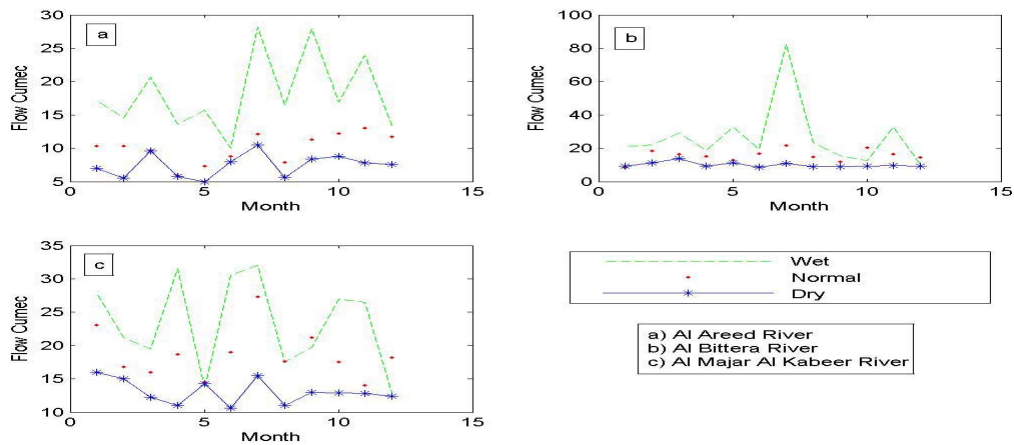 30
25
20
15
10
5
Flow Cumec
a
0
5
10
15
Month
100
80
60
40
20
0
Flow Cumec
b
0
5
10
15
Month
35
30
25
20
15
10
Flow Cumec
c
0
5
10
15
Month
Wet
Normal
Dry
a) Al Areed River
b) Al Bittera River
c) Al Majar Al Kabeer River